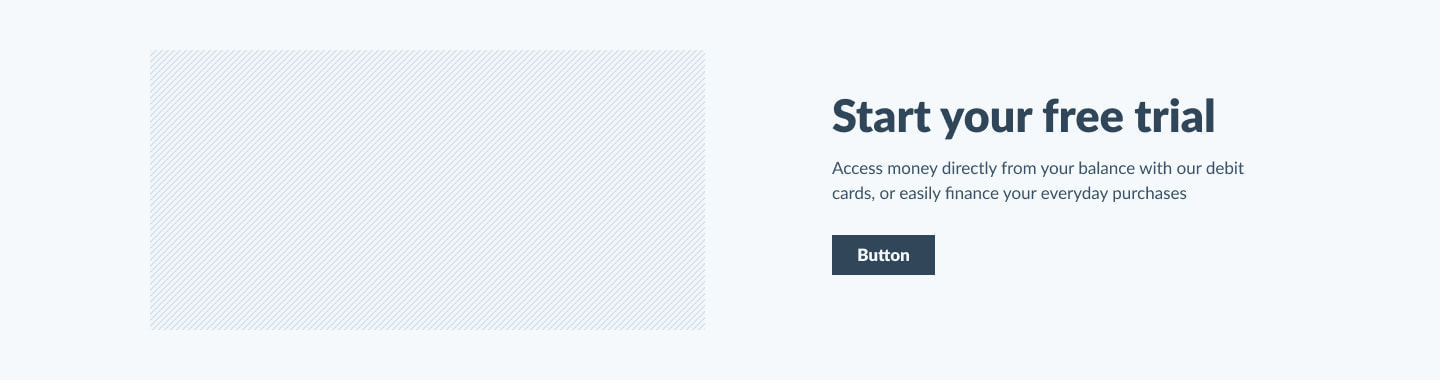 Start your free trial
Access money directly from your balance with our debit
cards, or easily finance your everyday purchases
Button